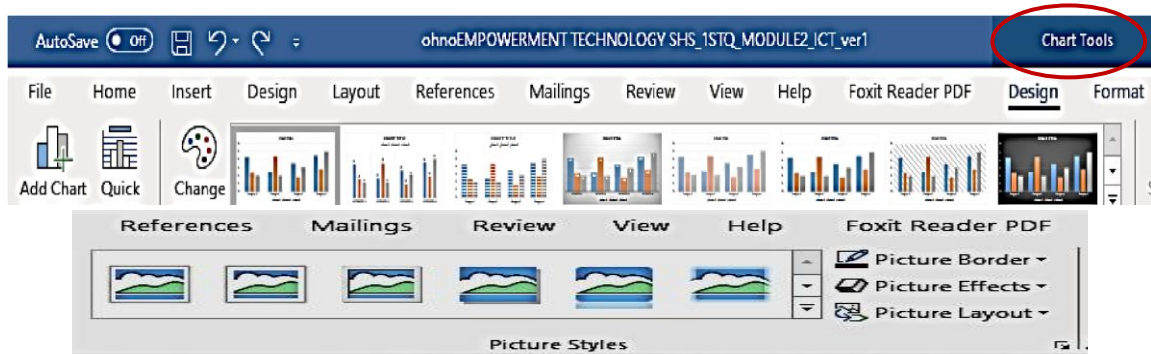 AutoSave Off ohnoEMPOWERMENT TECHNOLOGY SHS_1STQ_MODULE2_ICT_ver1 Chart Tools
File Home Insert Design Layout References Mailings Review View Help Foxit Reader PDF Design Format
Add Chart Quick Change
References Mailings Review View Help Foxit Reader PDF
Picture Border
Picture Effects
Picture Layout
Picture Styles